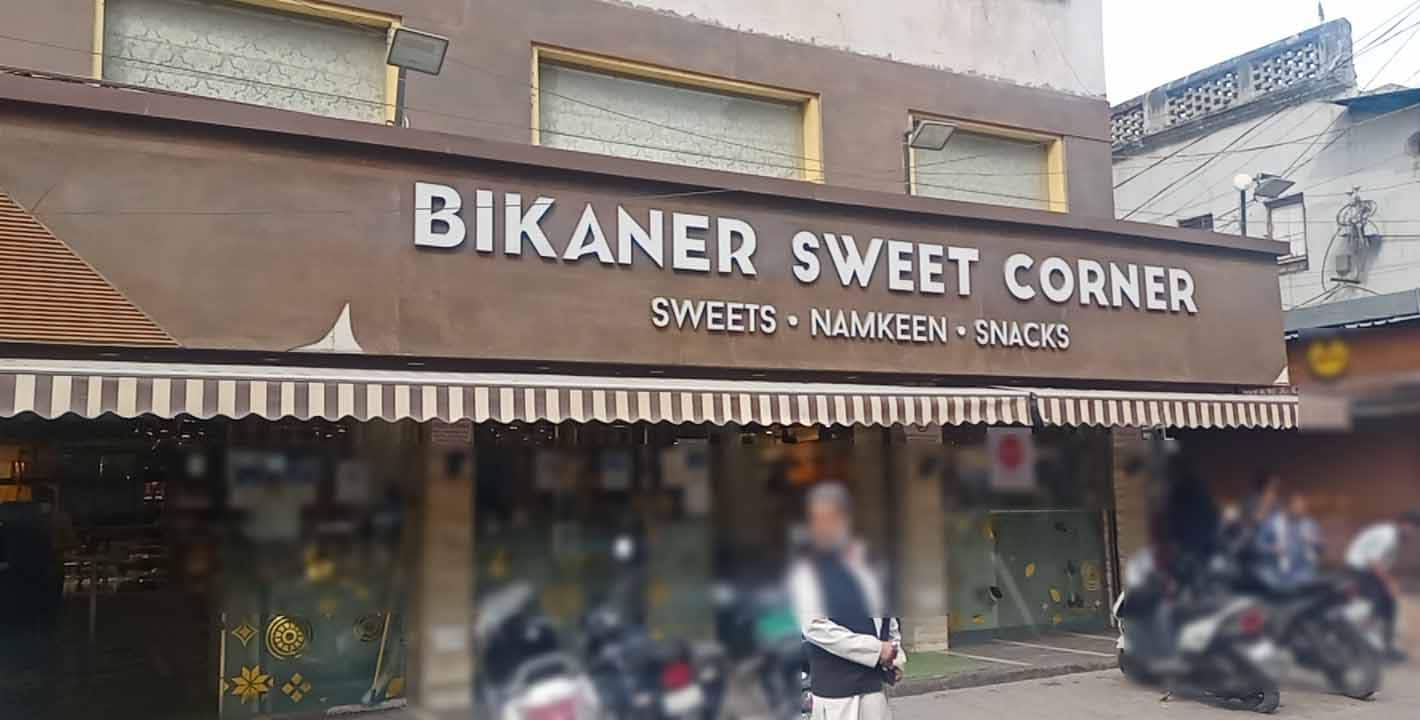 BIKANER SWEET CORNER
SWEETS • NAMKEEN • SNACKS